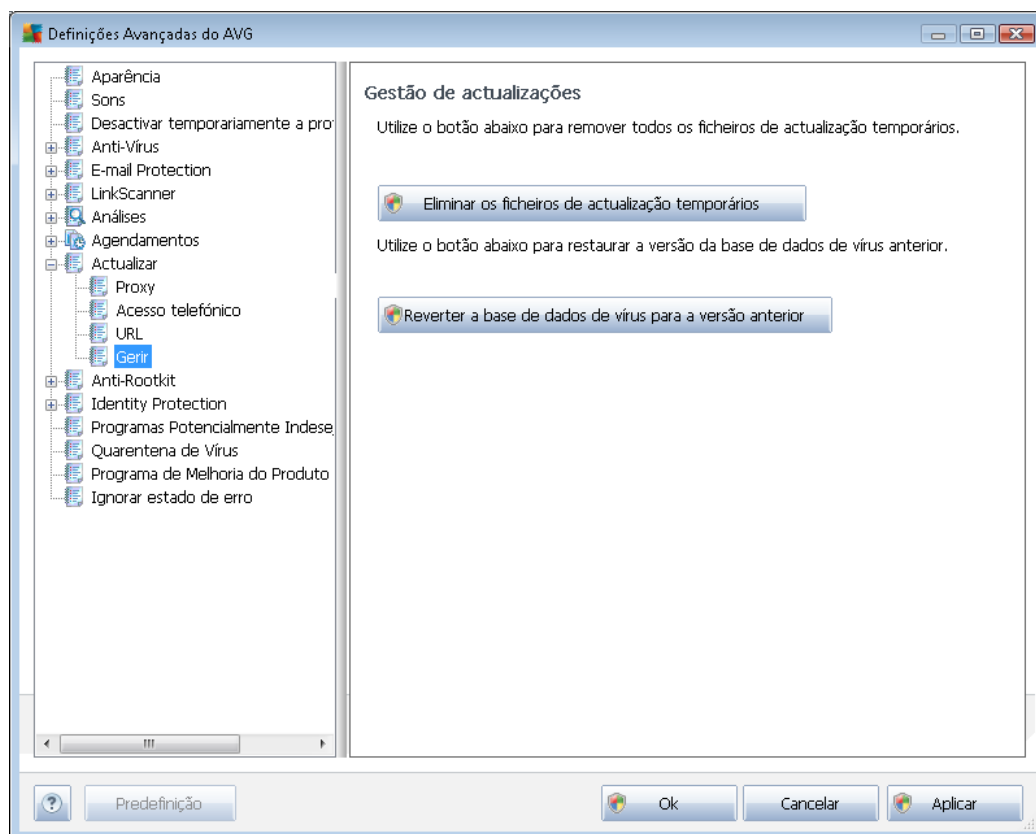 Definições Avançadas do AVG
Aparência
Sons
Desactivar temporariamente a pro
Anti-Vírus
E-mail Protection
LinkScanner
Análises
Agendamentos
Actualizar
Proxy
Acesso telefónico
URL
Gerir
Anti-Rootkit
Identity Protection
Programas Potencialmente Indese
Quarentena de Vírus
Programa de Melhoria do Produto
Ignorar estado de erro
Gestão de actualizações
Utilize o botão abaixo para remover todos os ficheiros de actualização temporários.
Eliminar os ficheiros de actualização temporários
Utilize o botão abaixo para restaurar a versão da base de dados de vírus anterior.
Reverter a base de dados de vírus para a versão anterior
?
Predefinição
Ok
Cancelar
Aplicar